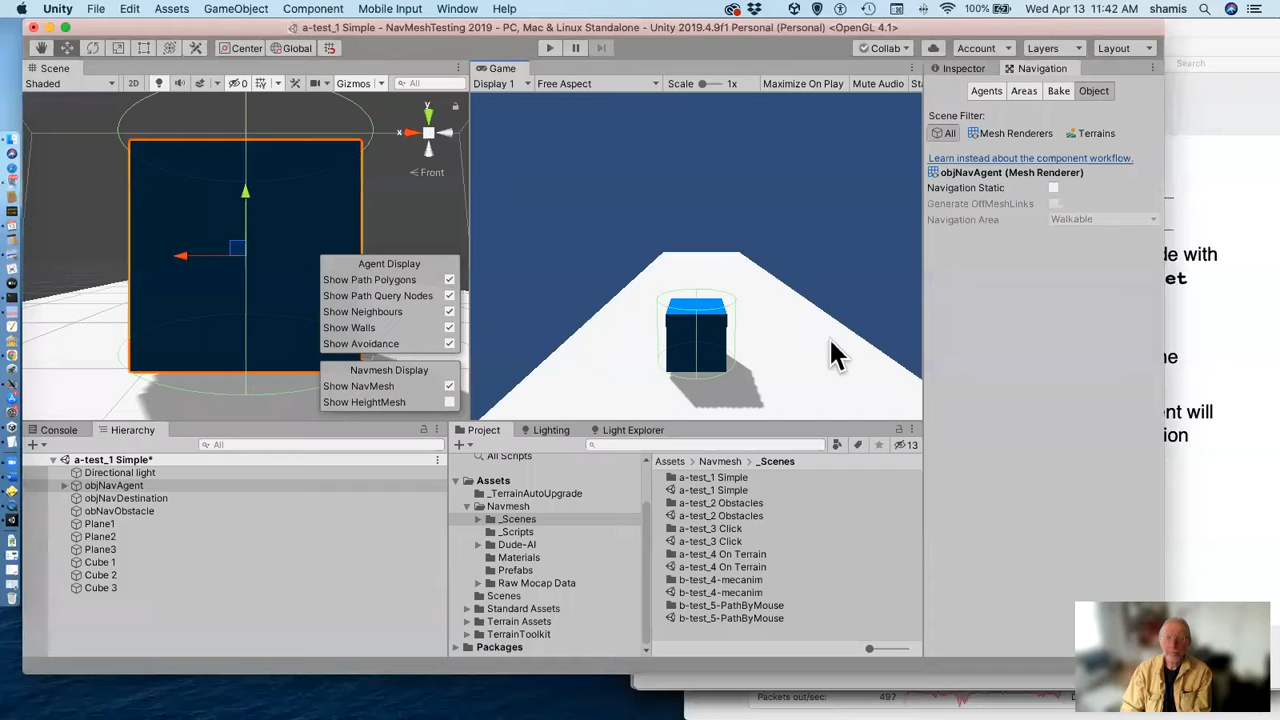 Unity File Edit Assets GameObject Component Mobile Input Window Help 100% Wed Apr 13 11:42 AM shamis
a-test_1 Simple - NavMeshTesting 2019 - PC, Mac & Linux Standalone - Unity 2019.4.9f1 Personal (Personal) <OpenGL 4.1>
Center Global Collab Account Layers Layout
Scene Game Inspector Navigation Search
Shaded 2D 0 Gizmos All Display 1 Free Aspect Scale 1x Maximize On Play Mute Audio Sta
Agents Areas Bake Object
y
x
Front
Scene Filter:
All Mesh Renderers Terrains
Learn instead about the component workflow.
objNavAgent (Mesh Renderer)
Navigation Static
Generate OffMeshLinks
Navigation Area Walkable
de with
et
he
nt will
ion
Agent Display
Show Path Polygons
Show Path Query Nodes
Show Neighbours
Show Walls
Show Avoidance
Navmesh Display
Show NavMesh
Show HeightMesh
Console Hierarchy
All
a-test_1 Simple*
Directional light
objNavAgent
objNavDestination
obNavObstacle
Plane1
Plane2
Plane3
Cube 1
Cube 2
Cube 3
Project Lighting Light Explorer
13
All Scripts
Assets
_TerrainAutoUpgrade
Navmesh
_Scenes
_Scripts
Dude-AI
Materials
Prefabs
Raw Mocap Data
Scenes
Standard Assets
Terrain Assets
TerrainToolkit
Packages
Assets > Navmesh > _Scenes
a-test_1 Simple
a-test_1 Simple
a-test_2 Obstacles
a-test_2 Obstacles
a-test_3 Click
a-test_3 Click
a-test_4 On Terrain
a-test_4 On Terrain
b-test_4-mecanim
b-test_4-mecanim
b-test_5-PathByMouse
b-test_5-PathByMouse
Packets out/sec: 497